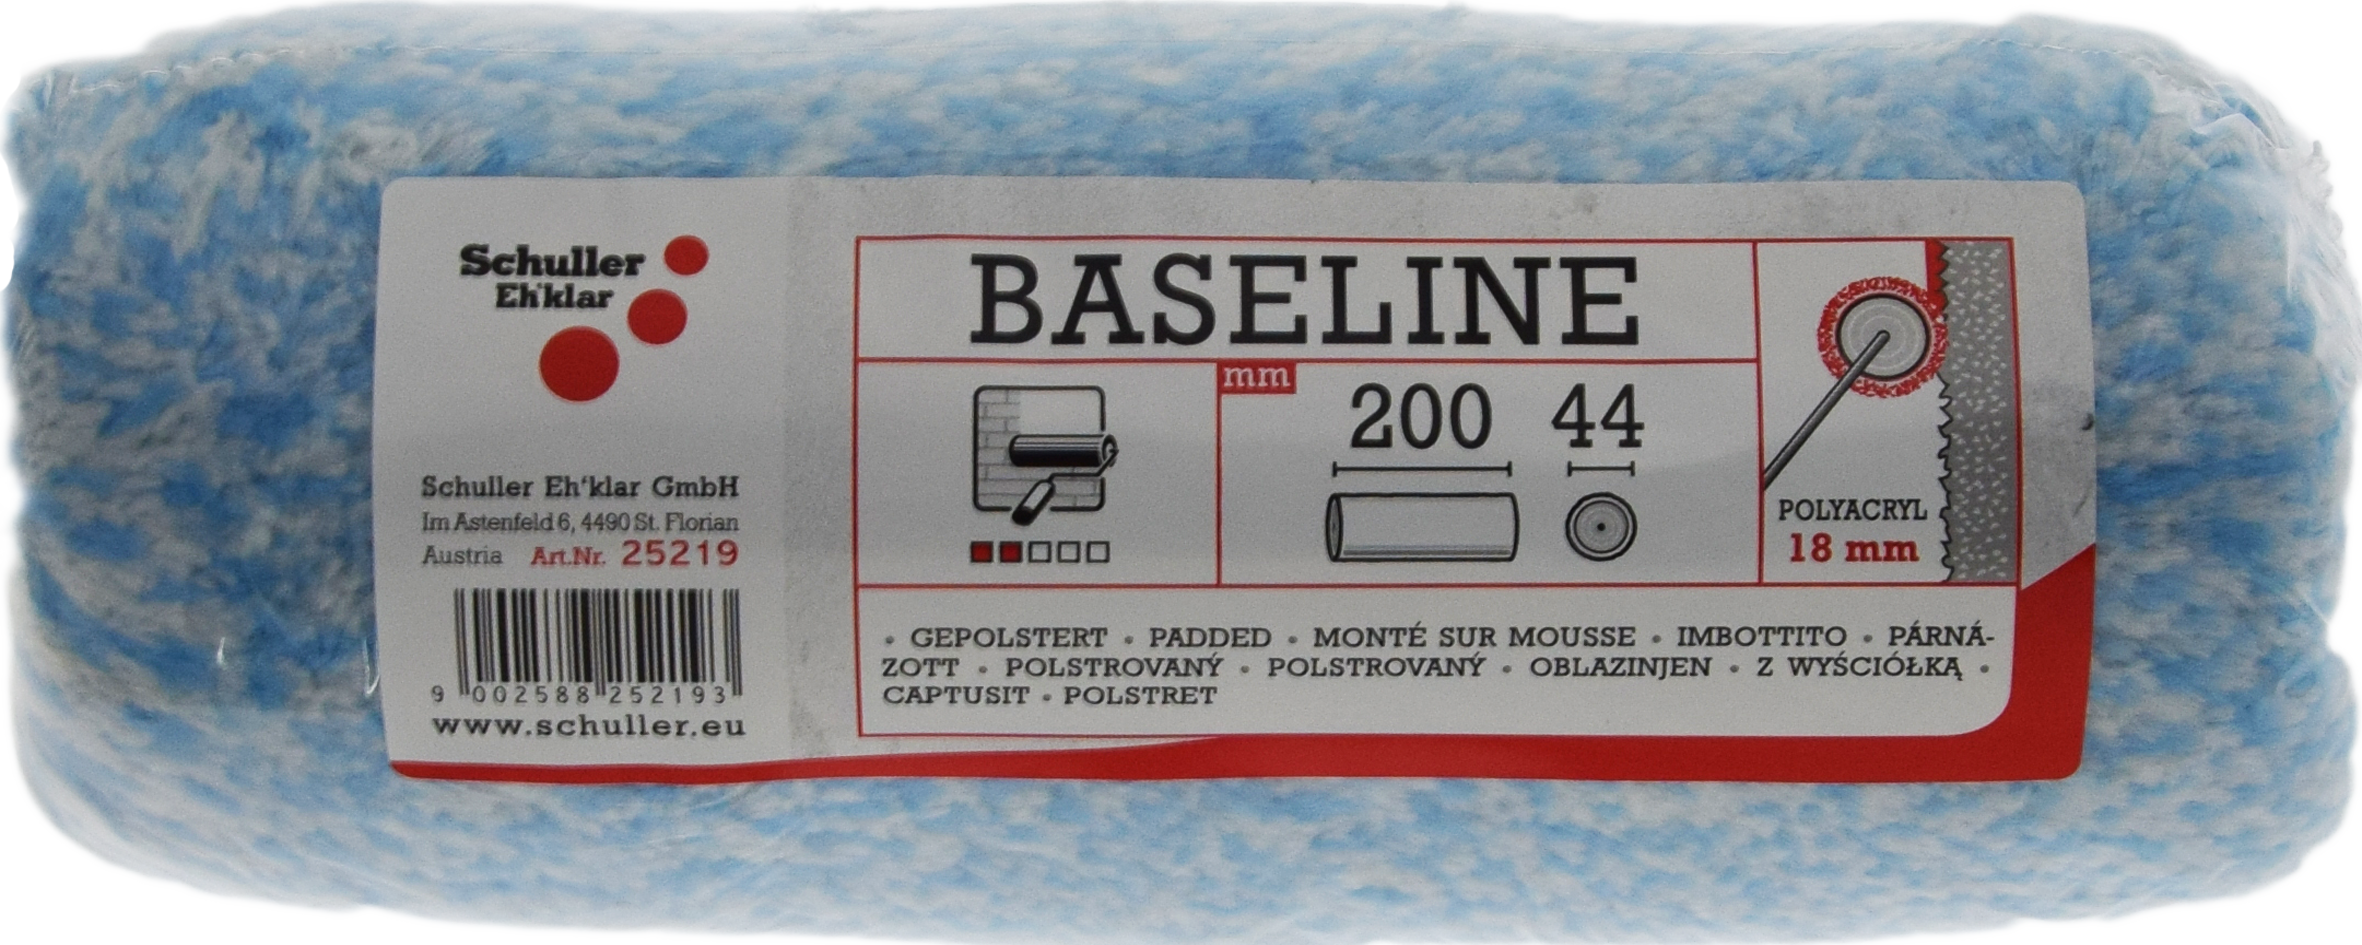 Schuller
Eh'klar
Schuller Eh'klar GmbH
Im Astenfeld 6, 4490 St. Florian
Austria Art.Nr. 25219
9 002588 252193
www.schuller.eu
BASELINE
mm
200 44
POLYACRYL
18 mm
• GEPOLSTERT • PADDED • MONTÉ SUR MOUSSE • IMBOTTITO • PÁRNÁ-
ZOTT • POLSTROVANÝ • POLSTROVANÝ • OBLAZINJEN • Z WYŚCIÓŁKĄ •
CAPTUSIT • POLSTRET